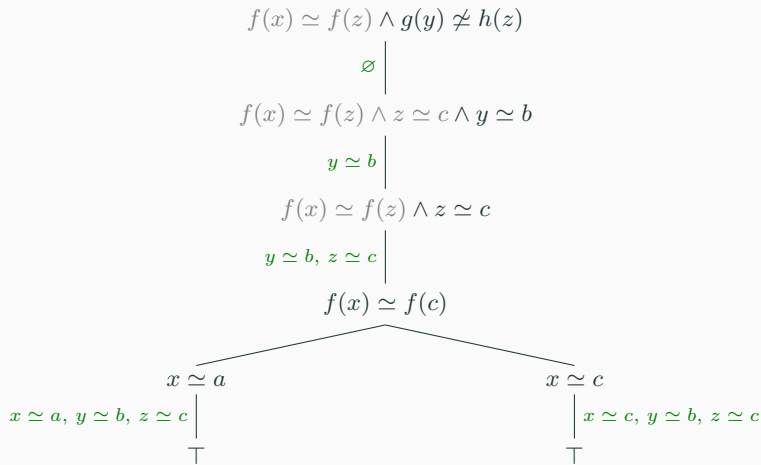 f(x) ≃ f(z) ∧ g(y) ≄ h(z)
∅
f(x) ≃ f(z) ∧ z ≃ c ∧ y ≃ b
y ≃ b
f(x) ≃ f(z) ∧ z ≃ c
y ≃ b, z ≃ c
f(x) ≃ f(c)
x ≃ a x ≃ c
x ≃ a, y ≃ b, z ≃ c x ≃ c, y ≃ b, z ≃ c
⊤ ⊤